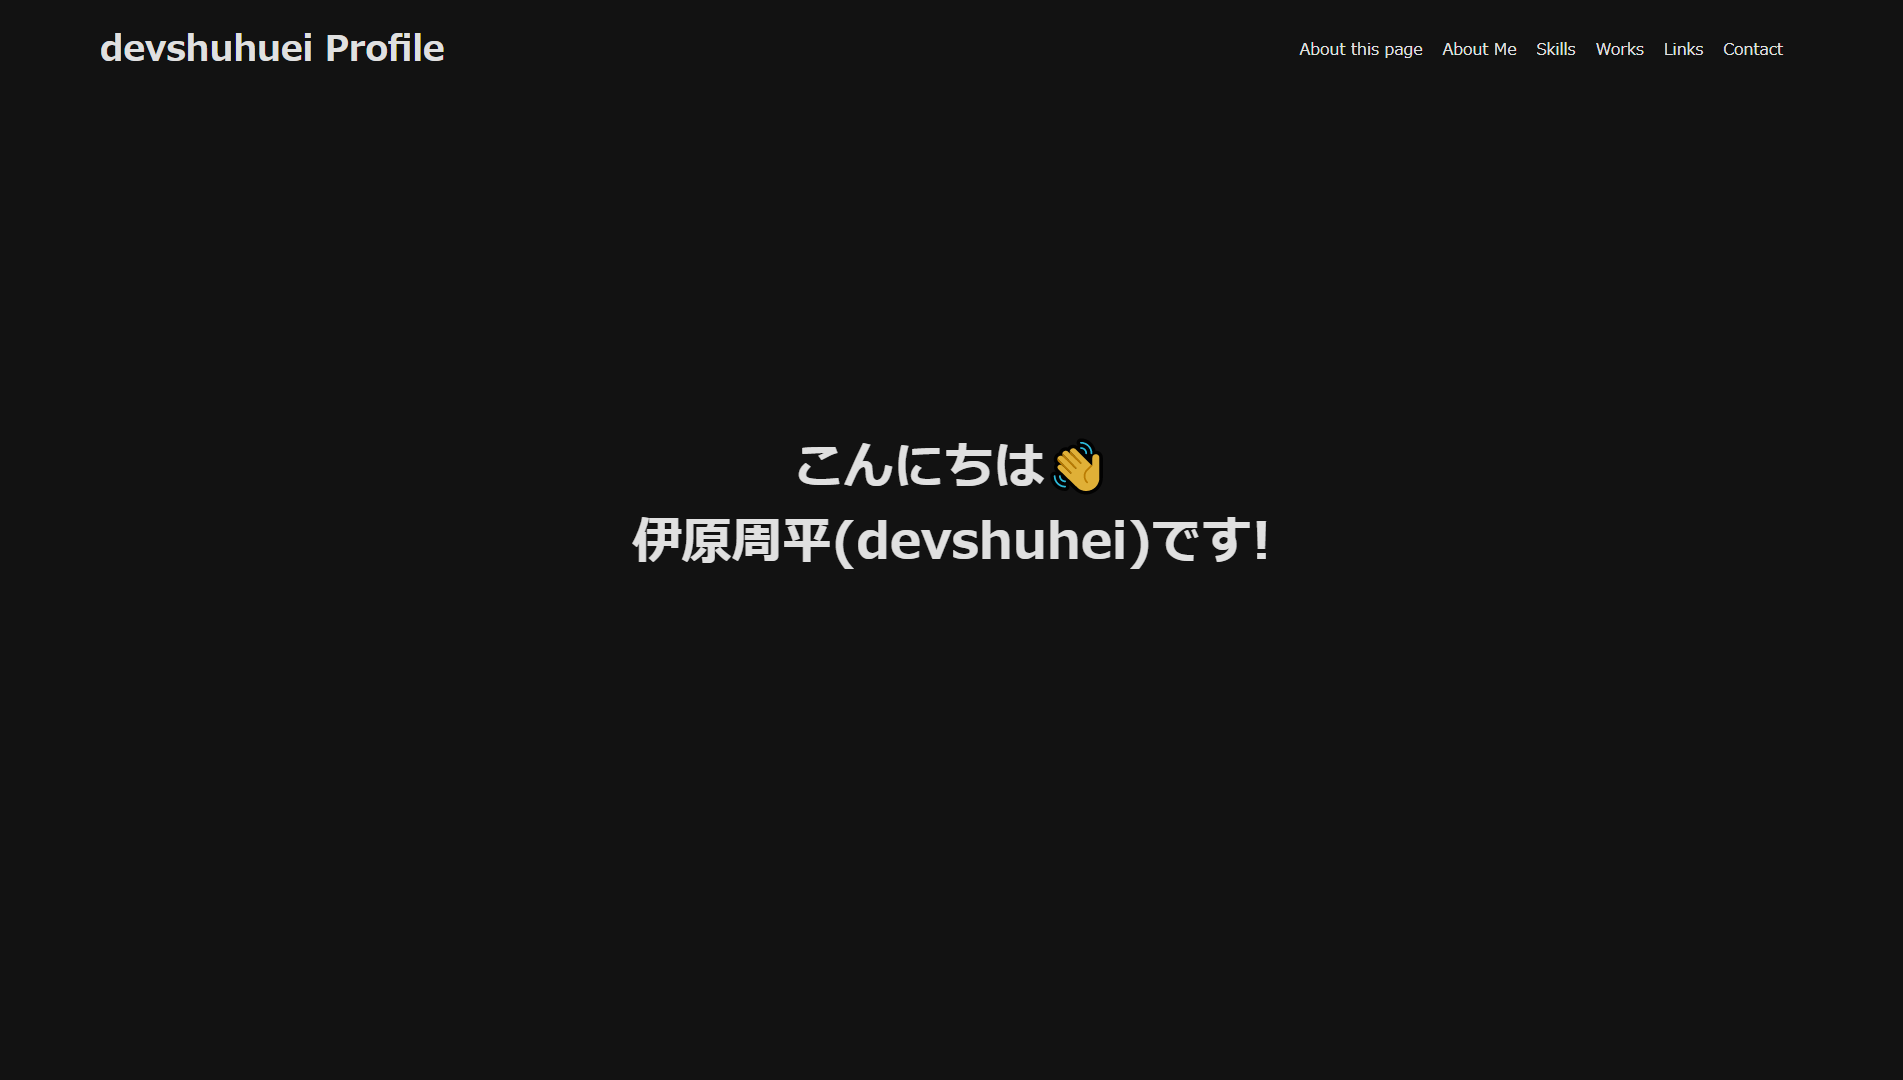 devshuhuei Profile
About this page About Me Skills Works Links Contact
こんにちは👋
伊原周平(devshuhei)です!